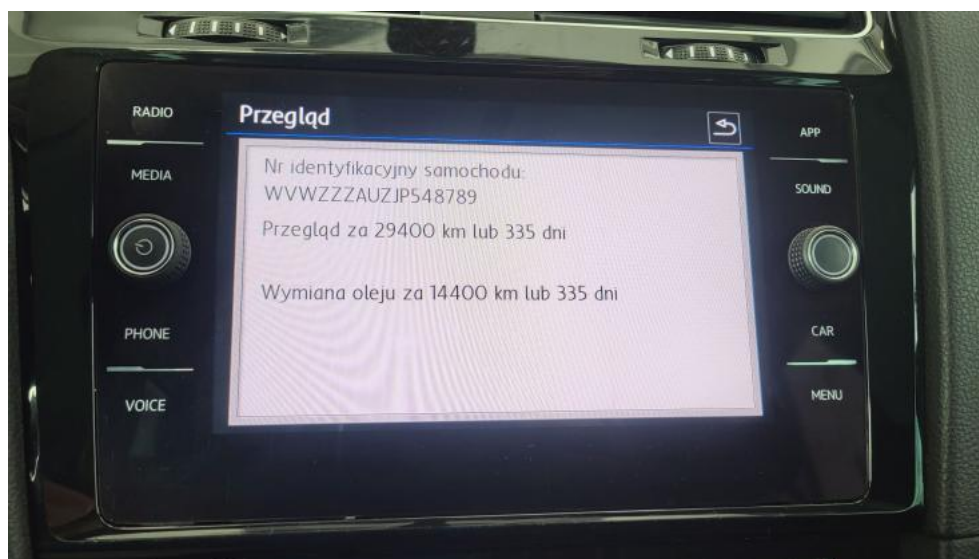 RADIO
MEDIA
PHONE
VOICE
Przegląd
Nr identyfikacyjny samochodu:
WVWZZZAUZJP548789
Przegląd za 29400 km lub 335 dni
Wymiana oleju za 14400 km lub 335 dni
APP
SOUND
CAR
MENU